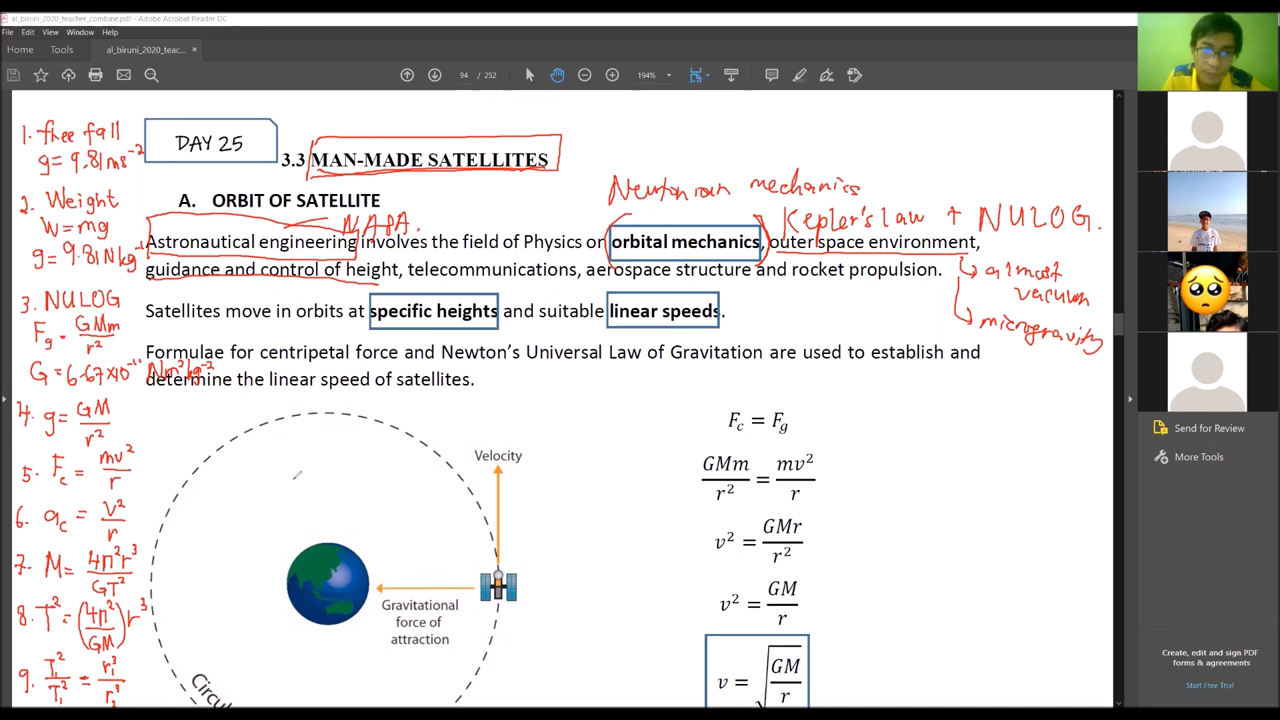 al_biruni_2020_teacher_combine.pdf - Adobe Acrobat Reader DC
File Edit View Window Help
Home Tools al_biruni_2020_teac... ×
94 / 252 194%
DAY 25
3.3 MAN-MADE SATELLITES
A. ORBIT OF SATELLITE
Newtonian mechanics
NASA.
Kepler's law + NULOG.
Astronautical engineering involves the field of Physics on orbital mechanics, outer space environment,
guidance and control of height, telecommunications, aerospace structure and rocket propulsion.
almost
vacuum
microgravity
Satellites move in orbits at specific heights and suitable linear speeds.
Formulae for centripetal force and Newton's Universal Law of Gravitation are used to establish and
determine the linear speed of satellites.
1. free fall
g = 9.81 ms⁻²
2. Weight
W = mg
g = 9.81 N kg⁻¹
3. NULOG
F_g = GMm/r²
G = 6.67×10⁻¹¹ Nm²kg⁻²
4. g = GM/r²
5. F_c = mv²/r
6. a_c = v²/r
7. M = 4π²r³/GT²
8. T² = (4π²/GM) r³
9. T₁²/T₂² = r₁³/r₂³
Velocity
Gravitational
force of
attraction
Circu
F_c = F_g
GMm/r² = mv²/r
v² = GMr/r²
v² = GM/r
v = √(GM/r)
Send for Review
More Tools
Create, edit and sign PDF
forms & agreements
Start Free Trial